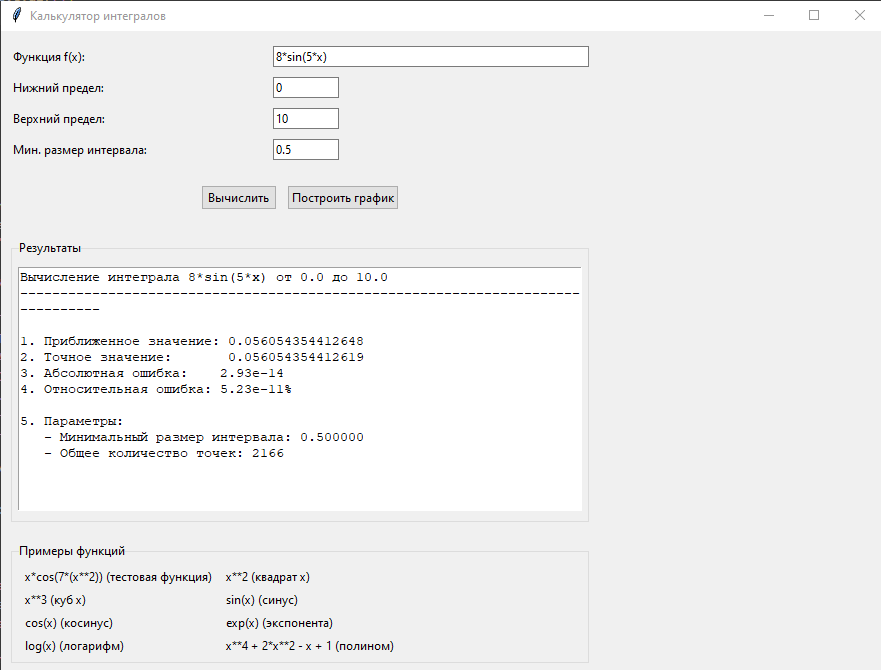 Калькулятор интегралов
Функция f(x): 8*sin(5*x)
Нижний предел: 0
Верхний предел: 10
Мин. размер интервала: 0.5
Вычислить Построить график
Результаты
Вычисление интеграла 8*sin(5*x) от 0.0 до 10.0
----------------------------------------------------------------------
----------
1. Приближенное значение: 0.056054354412648
2. Точное значение: 0.056054354412619
3. Абсолютная ошибка: 2.93e-14
4. Относительная ошибка: 5.23e-11%
5. Параметры:
- Минимальный размер интервала: 0.500000
- Общее количество точек: 2166
Примеры функций
x*cos(7*(x**2)) (тестовая функция) x**2 (квадрат x)
x**3 (куб x) sin(x) (синус)
cos(x) (косинус) exp(x) (экспонента)
log(x) (логарифм) x**4 + 2*x**2 - x + 1 (полином)